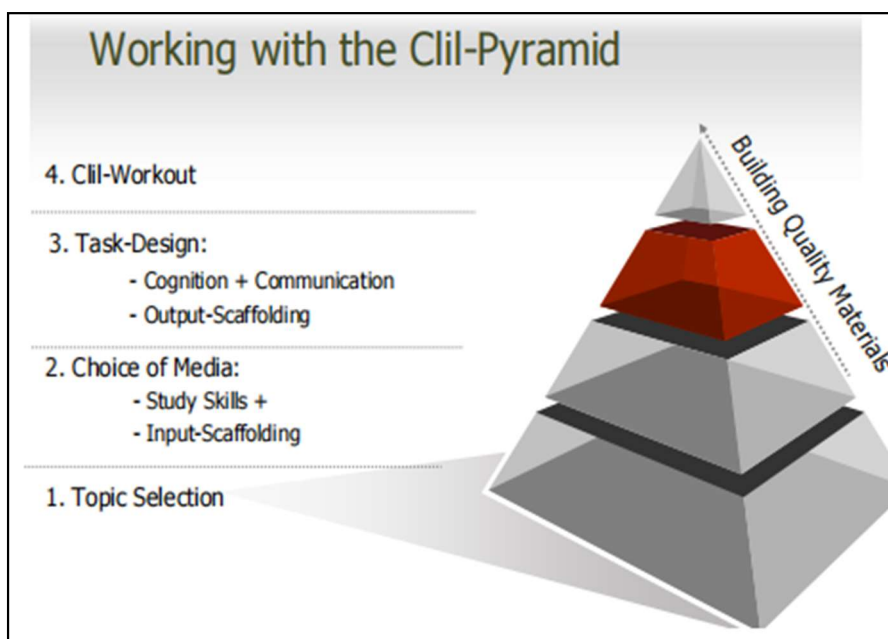 Working with the Clil-Pyramid
4. Clil-Workout
3. Task-Design:
- Cognition + Communication
- Output-Scaffolding
2. Choice of Media:
- Study Skills +
- Input-Scaffolding
1. Topic Selection
Building Quality Materials